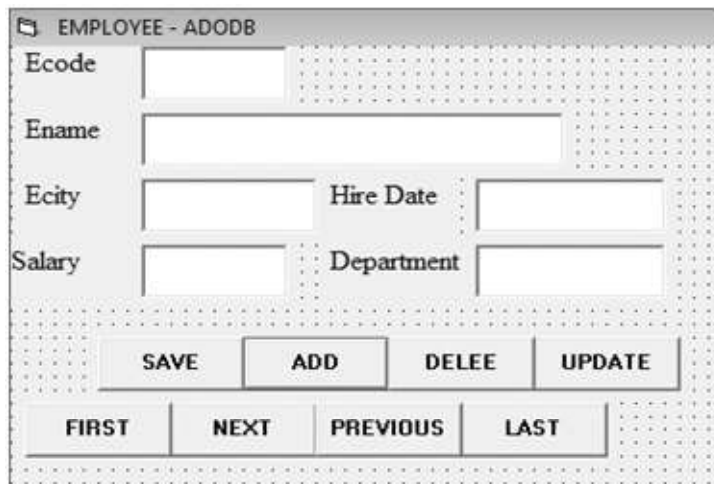 EMPLOYEE - ADODB
Ecode
Ename
Ecity Hire Date
Salary Department
SAVE ADD DELEE UPDATE
FIRST NEXT PREVIOUS LAST